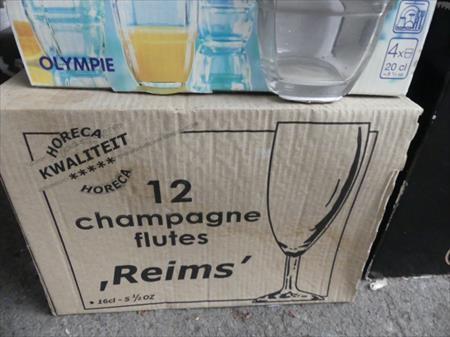 OLYMPIE
4x
20 cl
HORECA
KWALITEIT
*****
HORECA
12
champagne
flutes
‚Reims’
• 16cl - 5 ½ OZ